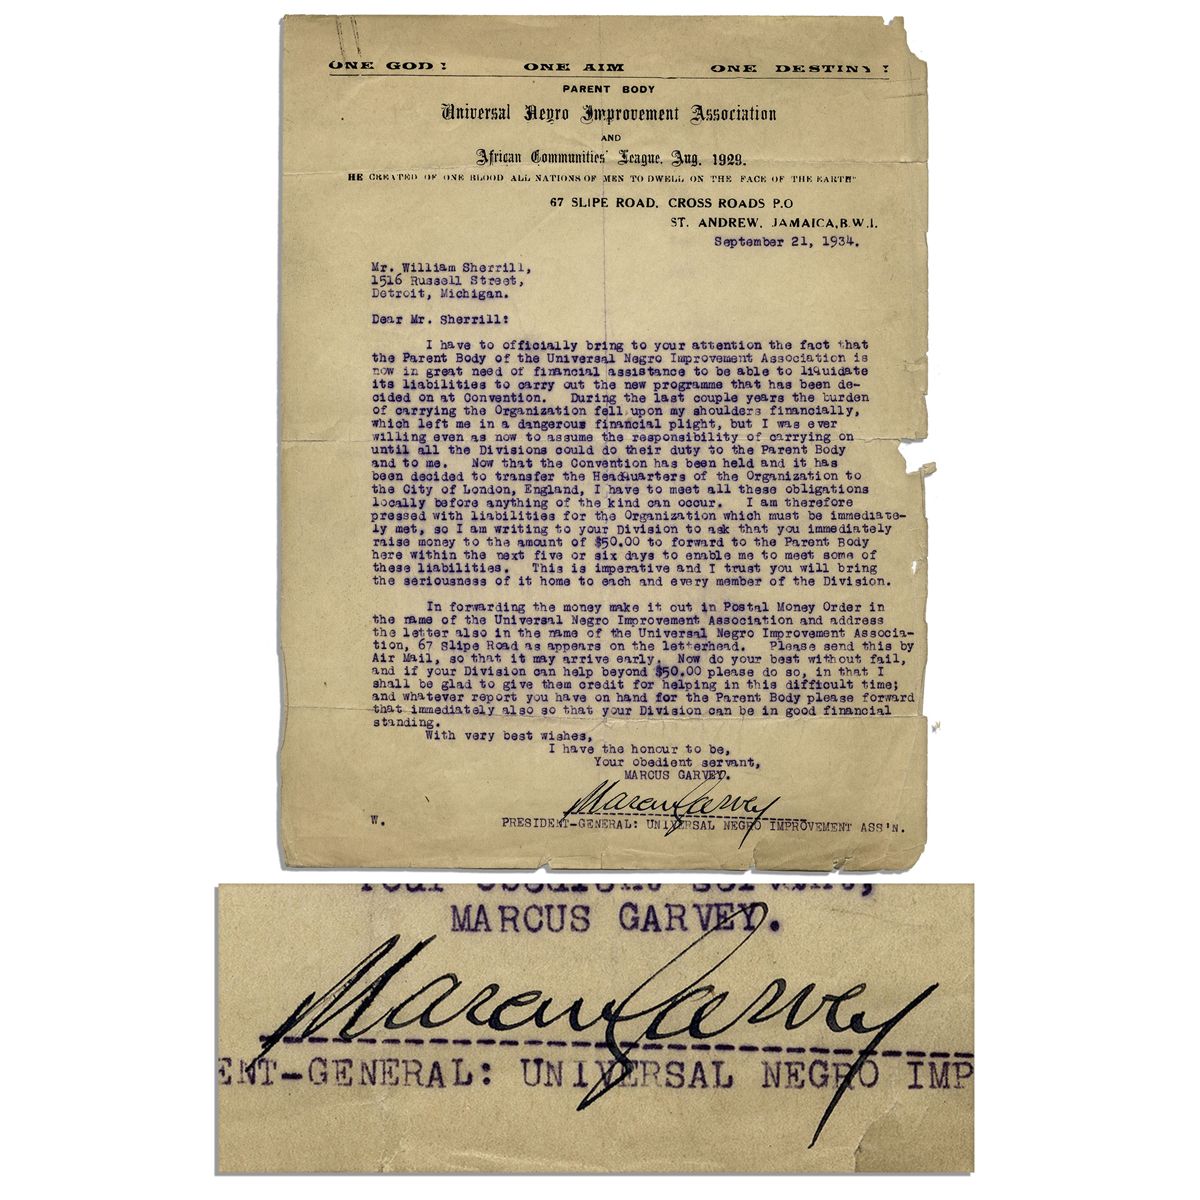 ONE GOD! ONE AIM ONE DESTINY!
PARENT BODY
Universal Negro Improvement Association
AND
African Communities' League. Aug. 1929.
HE CREATED OF ONE BLOOD ALL NATIONS OF MEN TO DWELL ON THE FACE OF THE EARTH"
67 SLIPE ROAD, CROSS ROADS P.O
ST. ANDREW, JAMAICA, B.W.I.
September 21, 1934.
Mr. William Sherrill,
1516 Russell Street,
Detroit, Michigan.
Dear Mr. Sherrill:
I have to officially bring to your attention the fact that
the Parent Body of the Universal Negro Improvement Association is
now in great need of financial assistance to be able to liquidate
its liabilities to carry out the new programme that has been de-
cided on at Convention. During the last couple years the burden
of carrying the Organization fell upon my shoulders financially,
which left me in a dangerous financial plight, but I was ever
willing even as now to assume the responsibility of carrying on
until all the Divisions could do their duty to the Parent Body
and to me. Now that the Convention has been held and it has
been decided to transfer the Headquarters of the Organization to
the City of London, England, I have to meet all these obligations
locally before anything of the kind can occur. I am therefore
pressed with liabilities for the Organization which must be immediate-
ly met, so I am writing to your Division to ask that you immediately
raise money to the amount of $50.00 to forward to the Parent Body
here within the next five or six days to enable me to meet some of
these liabilities. This is imperative and I trust you will bring
the seriousness of it home to each and every member of the Division.
In forwarding the money make it out in Postal Money Order in
the name of the Universal Negro Improvement Association and address
the letter also in the name of the Universal Negro Improvement Associa-
tion, 67 Slipe Road as appears on the letterhead. Please send this by
Air Mail, so that it may arrive early. Now do your best without fail,
and if your Division can help beyond $50.00 please do so, in that I
shall be glad to give them credit for helping in this difficult time;
and whatever report you have on hand for the Parent Body please forward
that immediately also so that your Division can be in good financial
standing.
With very best wishes,
I have the honour to be,
Your obedient servant,
MARCUS GARVEY.
Marcus Garvey
W. PRESIDENT-GENERAL: UNIVERSAL NEGRO IMPROVEMENT ASS'N.
Your obedient servant,
MARCUS GARVEY.
Marcus Garvey
ENT-GENERAL: UNIVERSAL NEGRO IMP